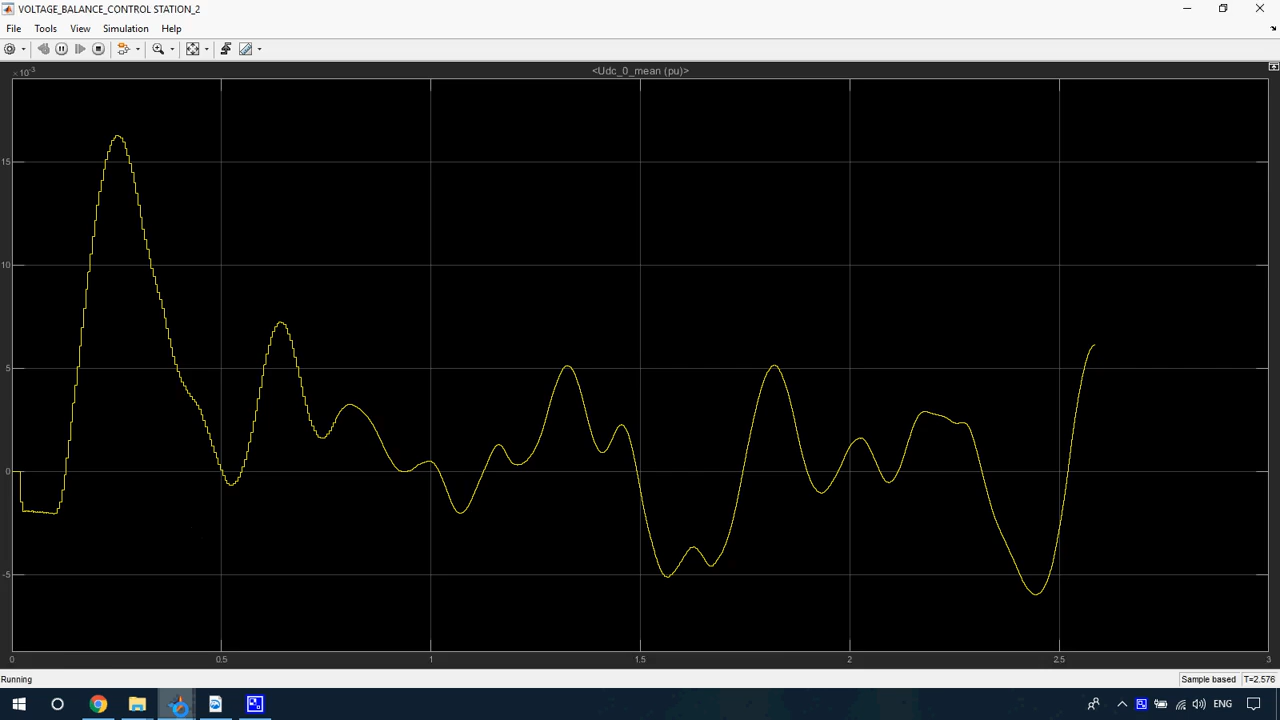 VOLTAGE_BALANCE_CONTROL STATION_2
File Tools View Simulation Help
×10⁻³
<Udc_0_mean (pu)>
15
10
5
0
-5
0 0.5 1 1.5 2 2.5 3
Running
Sample based T=2.576
ENG